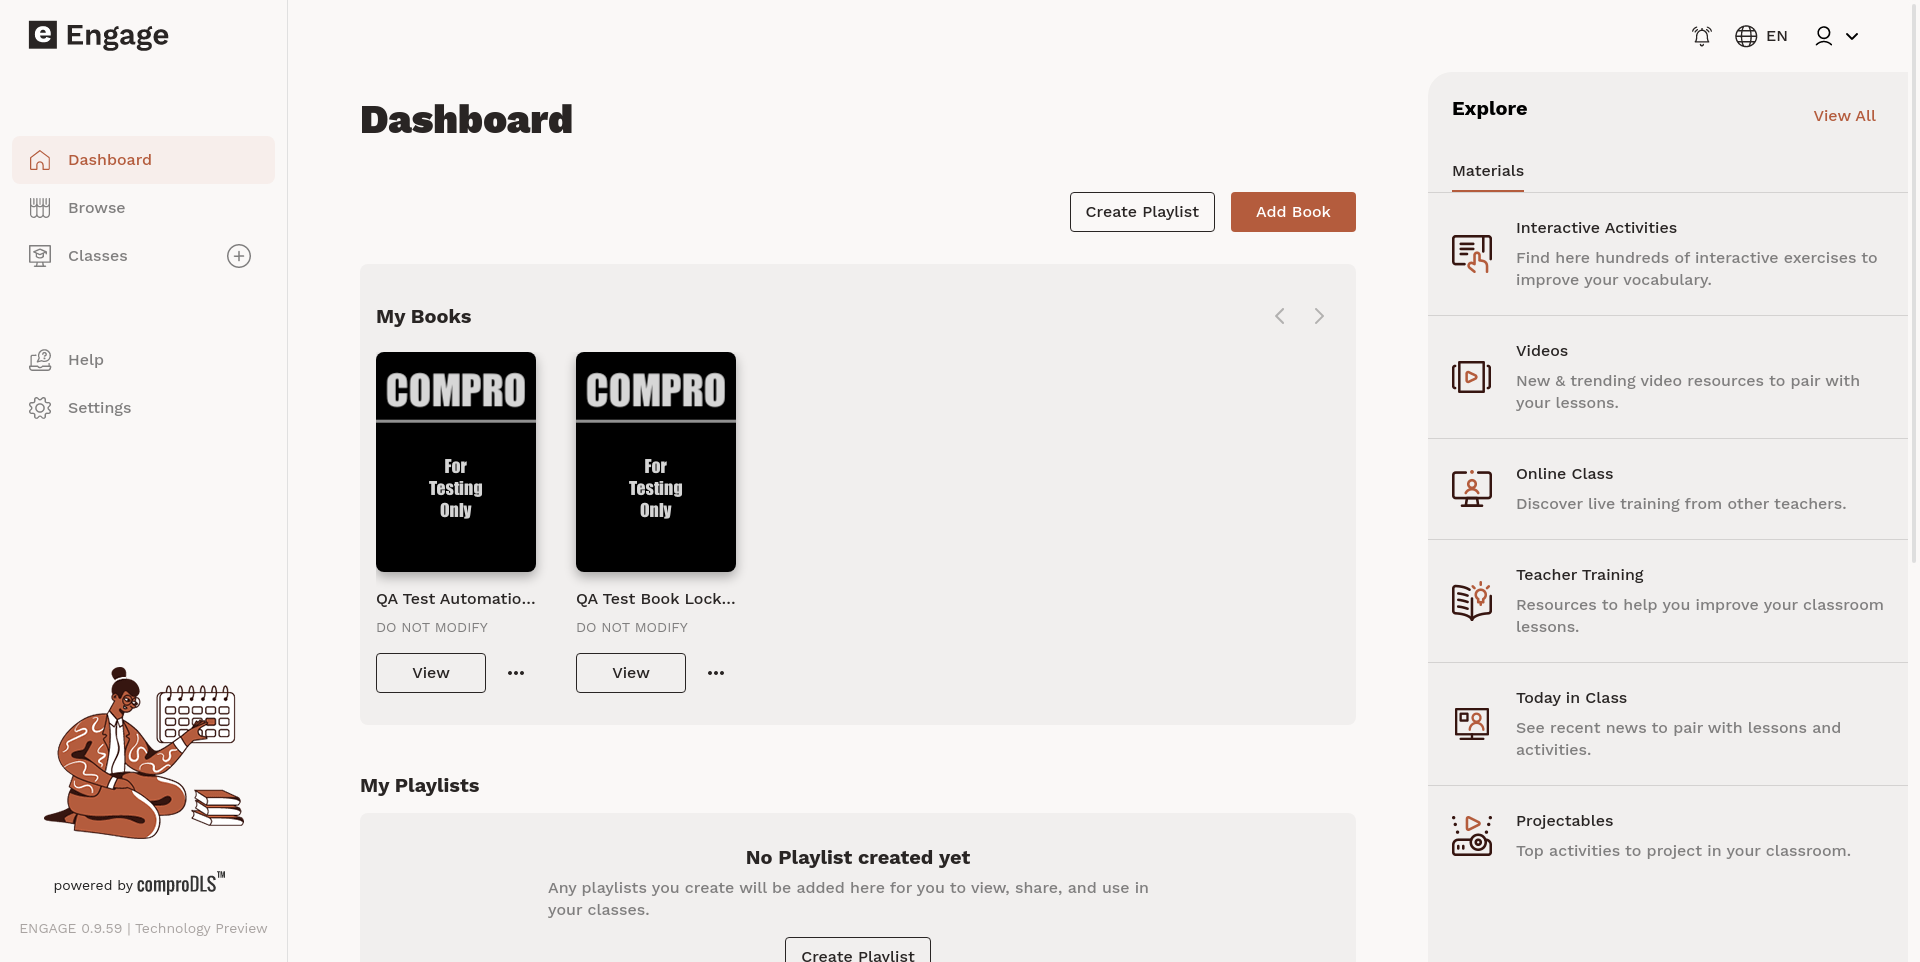 e Engage
EN
Dashboard
Browse
Classes
Help
Settings
powered by comproDLS™
ENGAGE 0.9.59 | Technology Preview
Dashboard
Create Playlist
Add Book
My Books
COMPRO
For
Testing
Only
QA Test Automatio...
DO NOT MODIFY
View
COMPRO
For
Testing
Only
QA Test Book Lock...
DO NOT MODIFY
View
My Playlists
No Playlist created yet
Any playlists you create will be added here for you to view, share, and use in
your classes.
Create Playlist
Explore
View All
Materials
Interactive Activities
Find here hundreds of interactive exercises to
improve your vocabulary.
Videos
New & trending video resources to pair with
your lessons.
Online Class
Discover live training from other teachers.
Teacher Training
Resources to help you improve your classroom
lessons.
Today in Class
See recent news to pair with lessons and
activities.
Projectables
Top activities to project in your classroom.